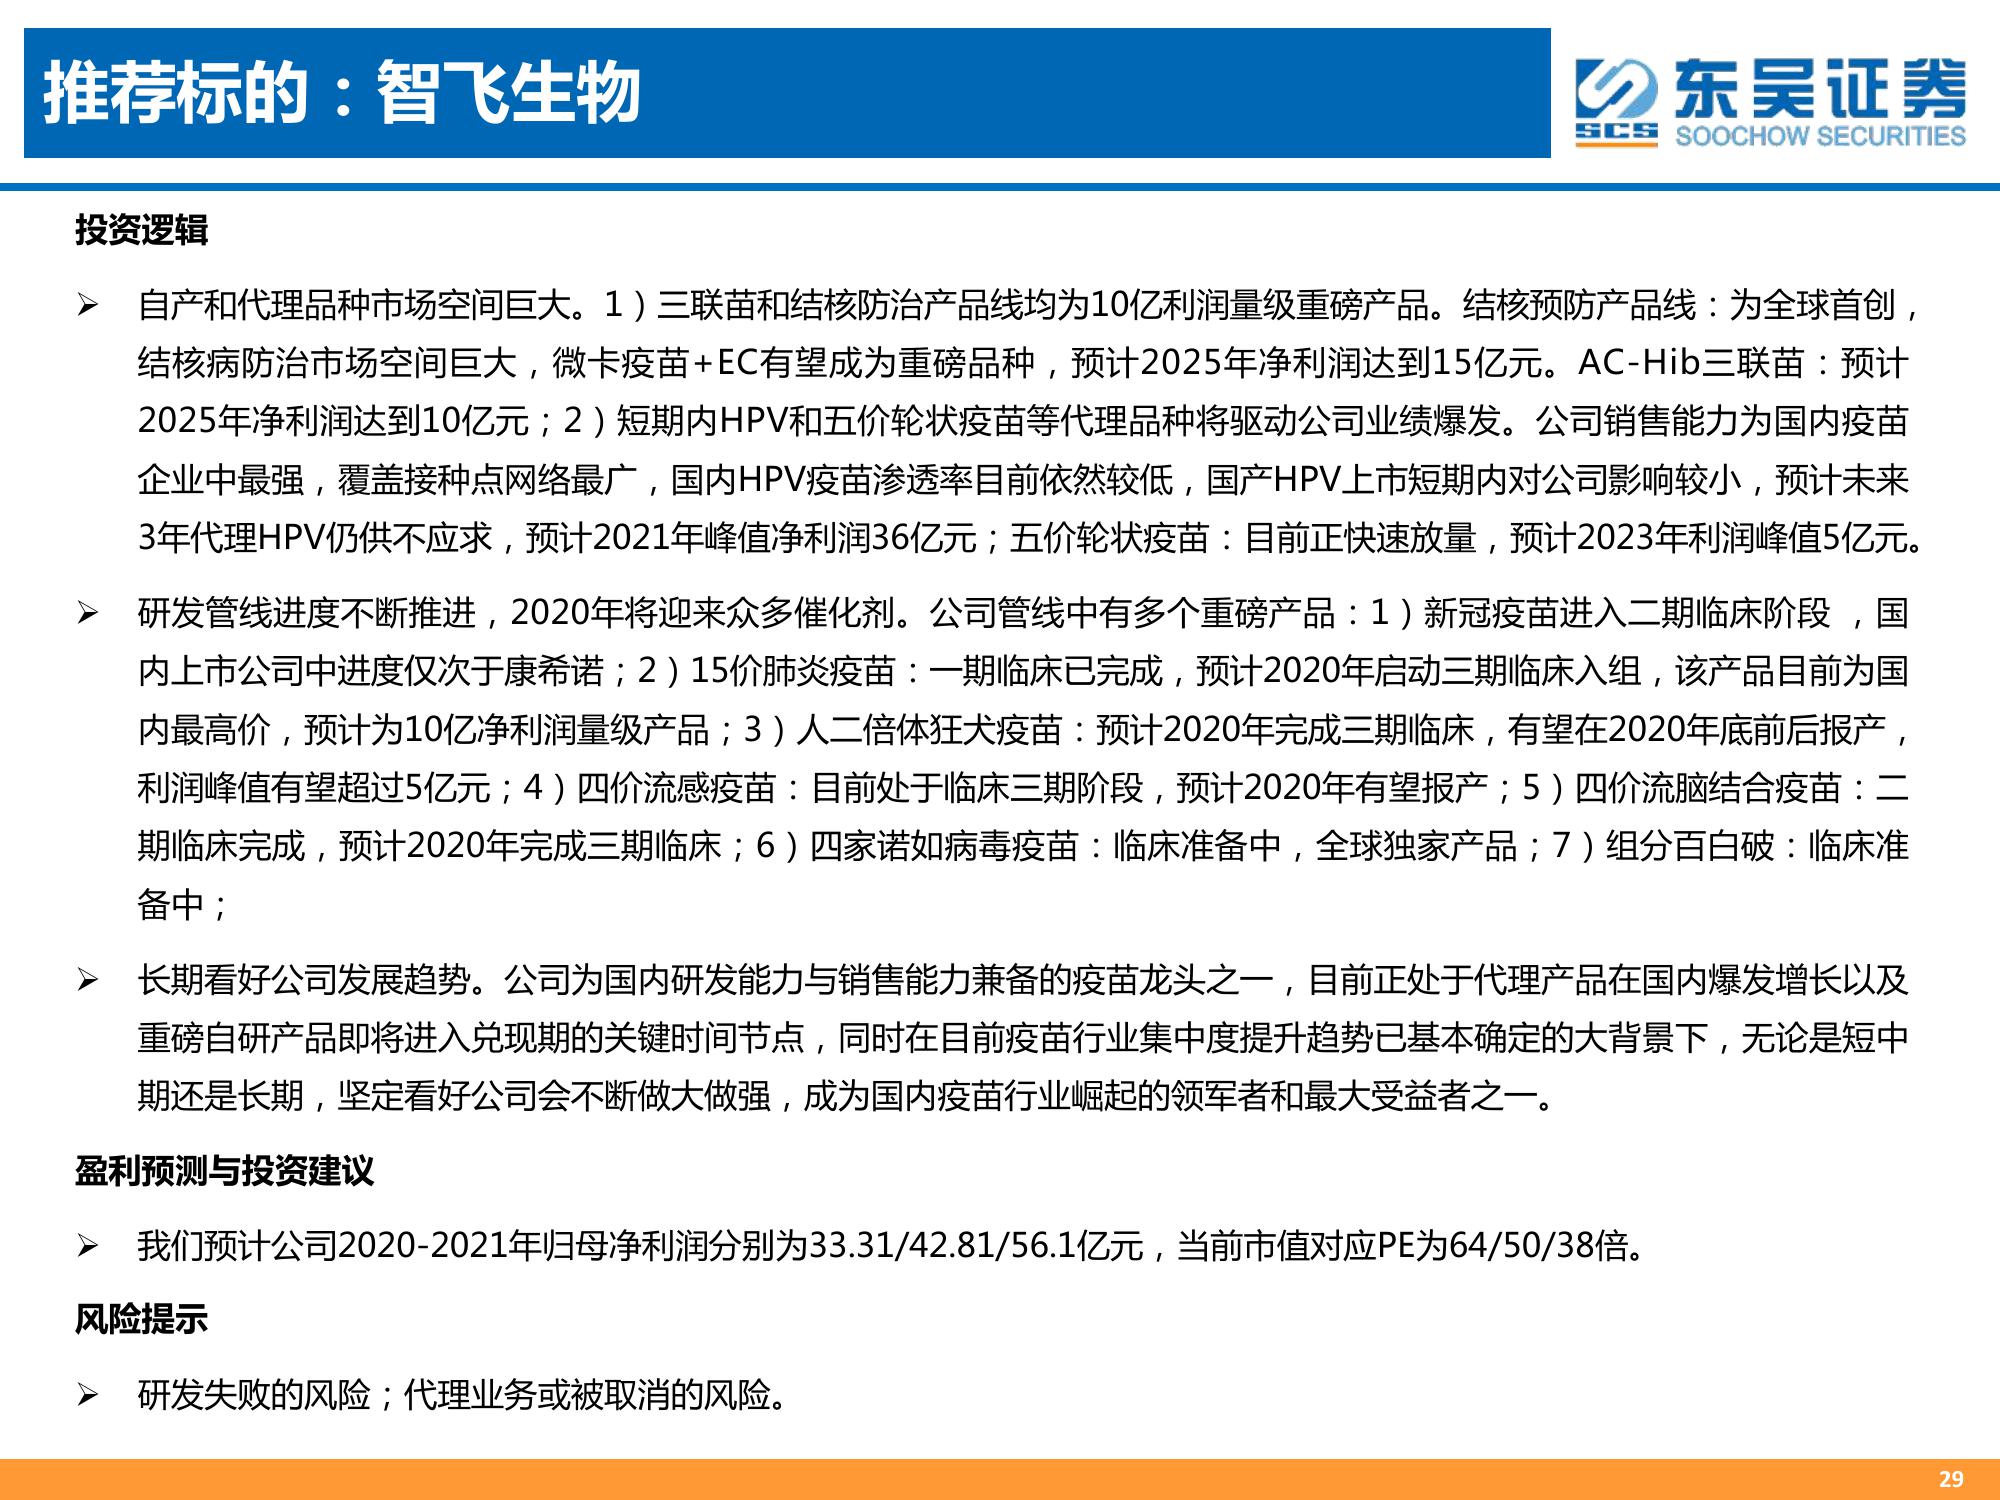 推荐标的：智飞生物
东吴证券
SCS
SOOCHOW SECURITIES
投资逻辑
➢ 自产和代理品种市场空间巨大。1）三联苗和结核防治产品线均为10亿利润量级重磅产品。结核预防产品线：为全球首创，
结核病防治市场空间巨大，微卡疫苗+EC有望成为重磅品种，预计2025年净利润达到15亿元。AC-Hib三联苗：预计
2025年净利润达到10亿元；2）短期内HPV和五价轮状疫苗等代理品种将驱动公司业绩爆发。公司销售能力为国内疫苗
企业中最强，覆盖接种点网络最广，国内HPV疫苗渗透率目前依然较低，国产HPV上市短期内对公司影响较小，预计未来
3年代理HPV仍供不应求，预计2021年峰值净利润36亿元；五价轮状疫苗：目前正快速放量，预计2023年利润峰值5亿元。
➢ 研发管线进度不断推进，2020年将迎来众多催化剂。公司管线中有多个重磅产品：1）新冠疫苗进入二期临床阶段 ，国
内上市公司中进度仅次于康希诺；2）15价肺炎疫苗：一期临床已完成，预计2020年启动三期临床入组，该产品目前为国
内最高价，预计为10亿净利润量级产品；3）人二倍体狂犬疫苗：预计2020年完成三期临床，有望在2020年底前后报产，
利润峰值有望超过5亿元；4）四价流感疫苗：目前处于临床三期阶段，预计2020年有望报产；5）四价流脑结合疫苗：二
期临床完成，预计2020年完成三期临床；6）四家诺如病毒疫苗：临床准备中，全球独家产品；7）组分百白破：临床准
备中；
➢ 长期看好公司发展趋势。公司为国内研发能力与销售能力兼备的疫苗龙头之一，目前正处于代理产品在国内爆发增长以及
重磅自研产品即将进入兑现期的关键时间节点，同时在目前疫苗行业集中度提升趋势已基本确定的大背景下，无论是短中
期还是长期，坚定看好公司会不断做大做强，成为国内疫苗行业崛起的领军者和最大受益者之一。
盈利预测与投资建议
➢ 我们预计公司2020-2021年归母净利润分别为33.31/42.81/56.1亿元，当前市值对应PE为64/50/38倍。
风险提示
➢ 研发失败的风险；代理业务或被取消的风险。
29